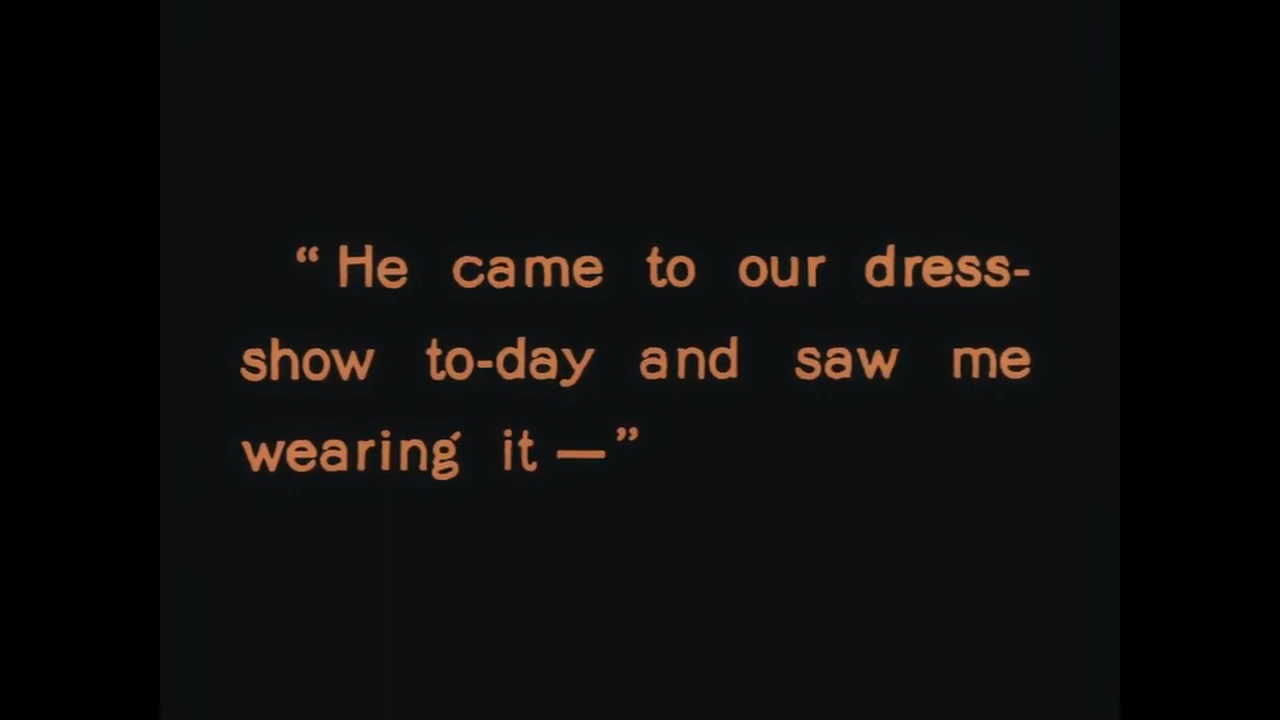 “ He came to our dress-
show to-day and saw me
wearing it —”